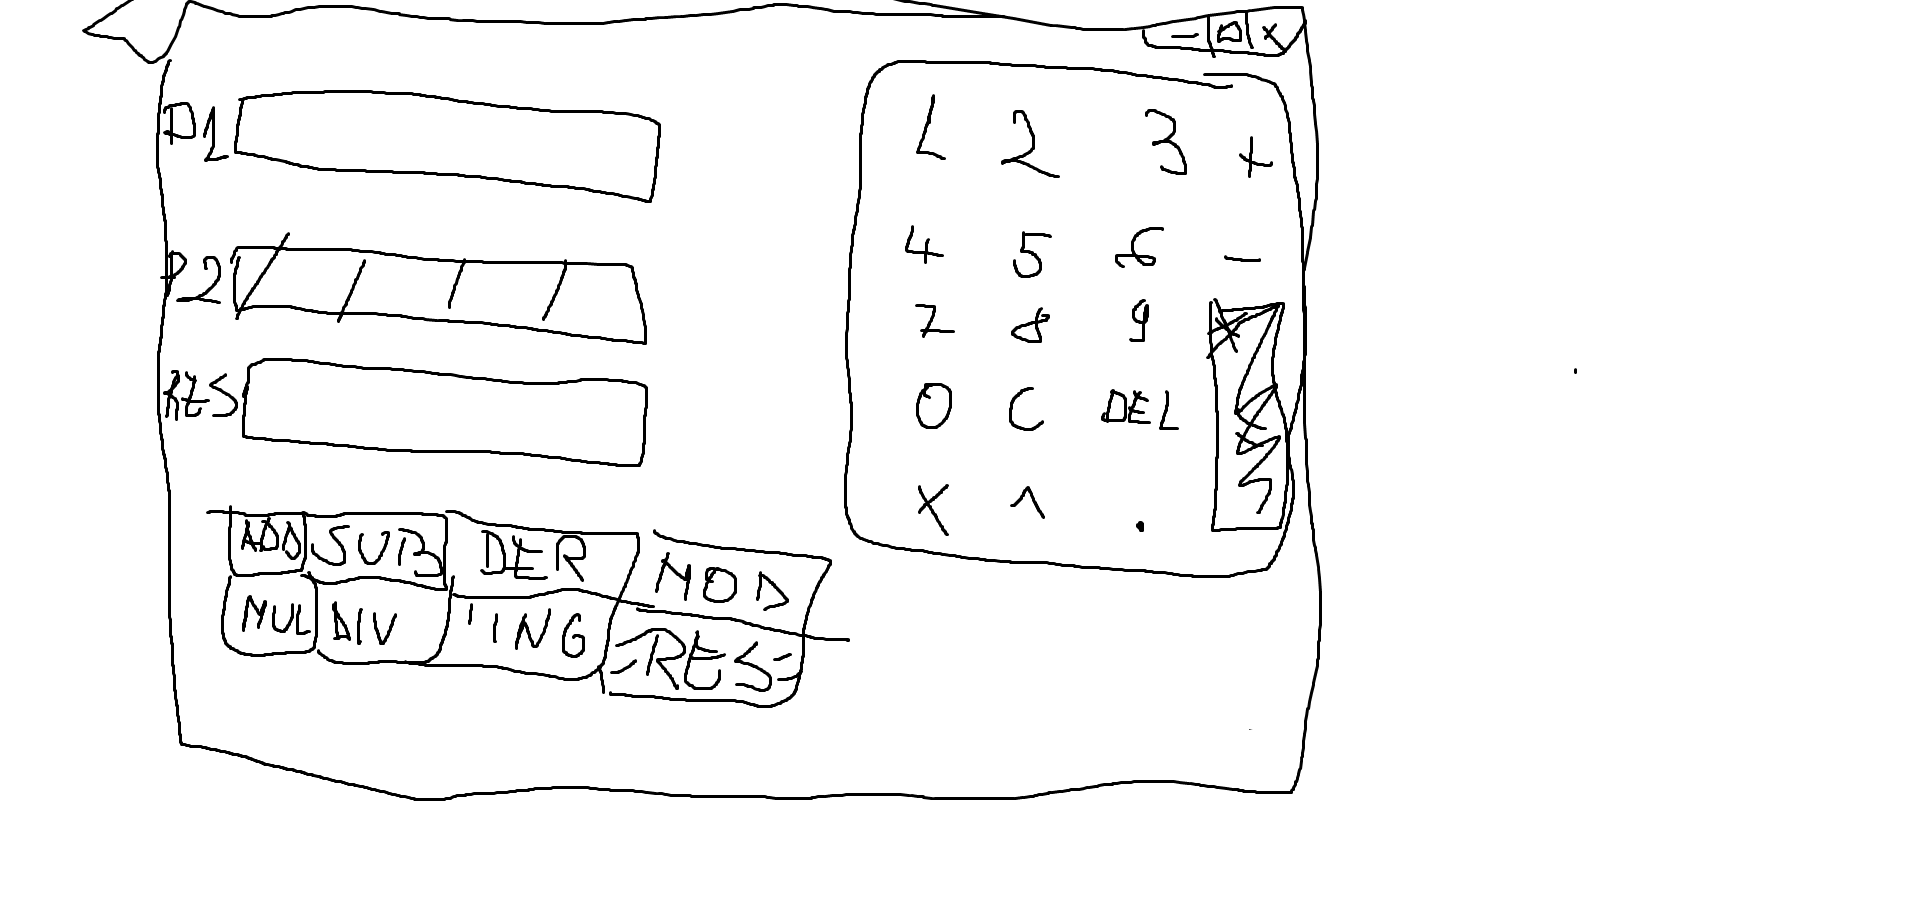 - □ X
P1
1 2 3 +
P2
4 5 6 -
7 8 9
RES
0 C DEL
X ^ .
ADD SUB DER MOD
MUL DIV ING =RES=